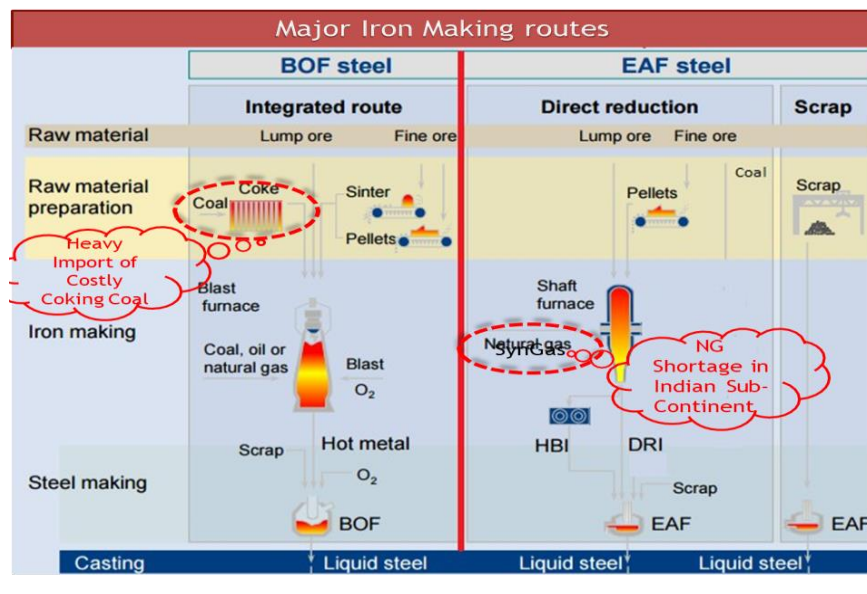 Major Iron Making routes
BOF steel
EAF steel
Integrated route
Direct reduction
Scrap
Raw material
Lump ore
Fine ore
Lump ore
Fine ore
Raw material
preparation
Coal
Coke
Sinter
Pellets
Pellets
Coal
Scrap
Heavy
Import of
Costly
Coking Coal
Iron making
Blast
furnace
Coal, oil or
natural gas
Blast
O2
Shaft
furnace
Natural gas
SynGas
NG
Shortage in
Indian Sub-
Continent
HBI
DRI
Steel making
Scrap
Hot metal
O2
BOF
Scrap
EAF
EAF
Casting
Liquid steel
Liquid steel
Liquid steel